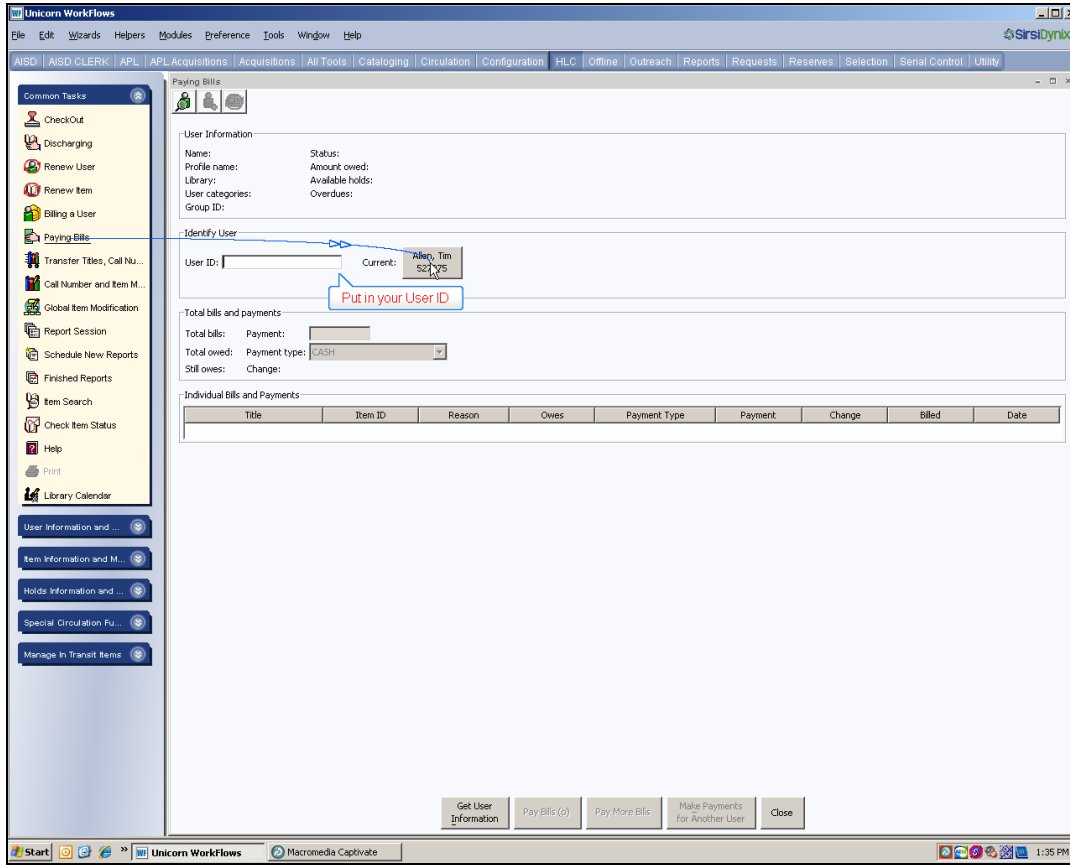 Unicorn WorkFlows
File Edit Wizards Helpers Modules Preference Tools Window Help
SirsiDynix
AISD AISD CLERK APL APL Acquisitions Acquisitions All Tools Cataloging Circulation Configuration HLC Offline Outreach Reports Requests Reserves Selection Serial Control Utility
Common Tasks
CheckOut
Discharging
Renew User
Renew Item
Billing a User
Paying Bills
Transfer Titles, Call Nu...
Call Number and Item M...
Global Item Modification
Report Session
Schedule New Reports
Finished Reports
Item Search
Check Item Status
Help
Print
Library Calendar
User Information and ...
Item Information and M...
Holds Information and ...
Special Circulation Fu...
Manage In Transit Items
Paying Bills
User Information
Name: Status:
Profile name: Amount owed:
Library: Available holds:
User categories: Overdues:
Group ID:
Identify User
User ID: Current: Allen, Tim
Put in your User ID
Total bills and payments
Total bills: Payment:
Total owed: Payment type: CASH
Still owes: Change:
Individual Bills and Payments
Title Item ID Reason Owes Payment Type Payment Change Billed Date
Get User Information Pay Bills (o) Pay More Bills Make Payments for Another User Close
Start Unicorn WorkFlows Macromedia Captivate 1:35 PM